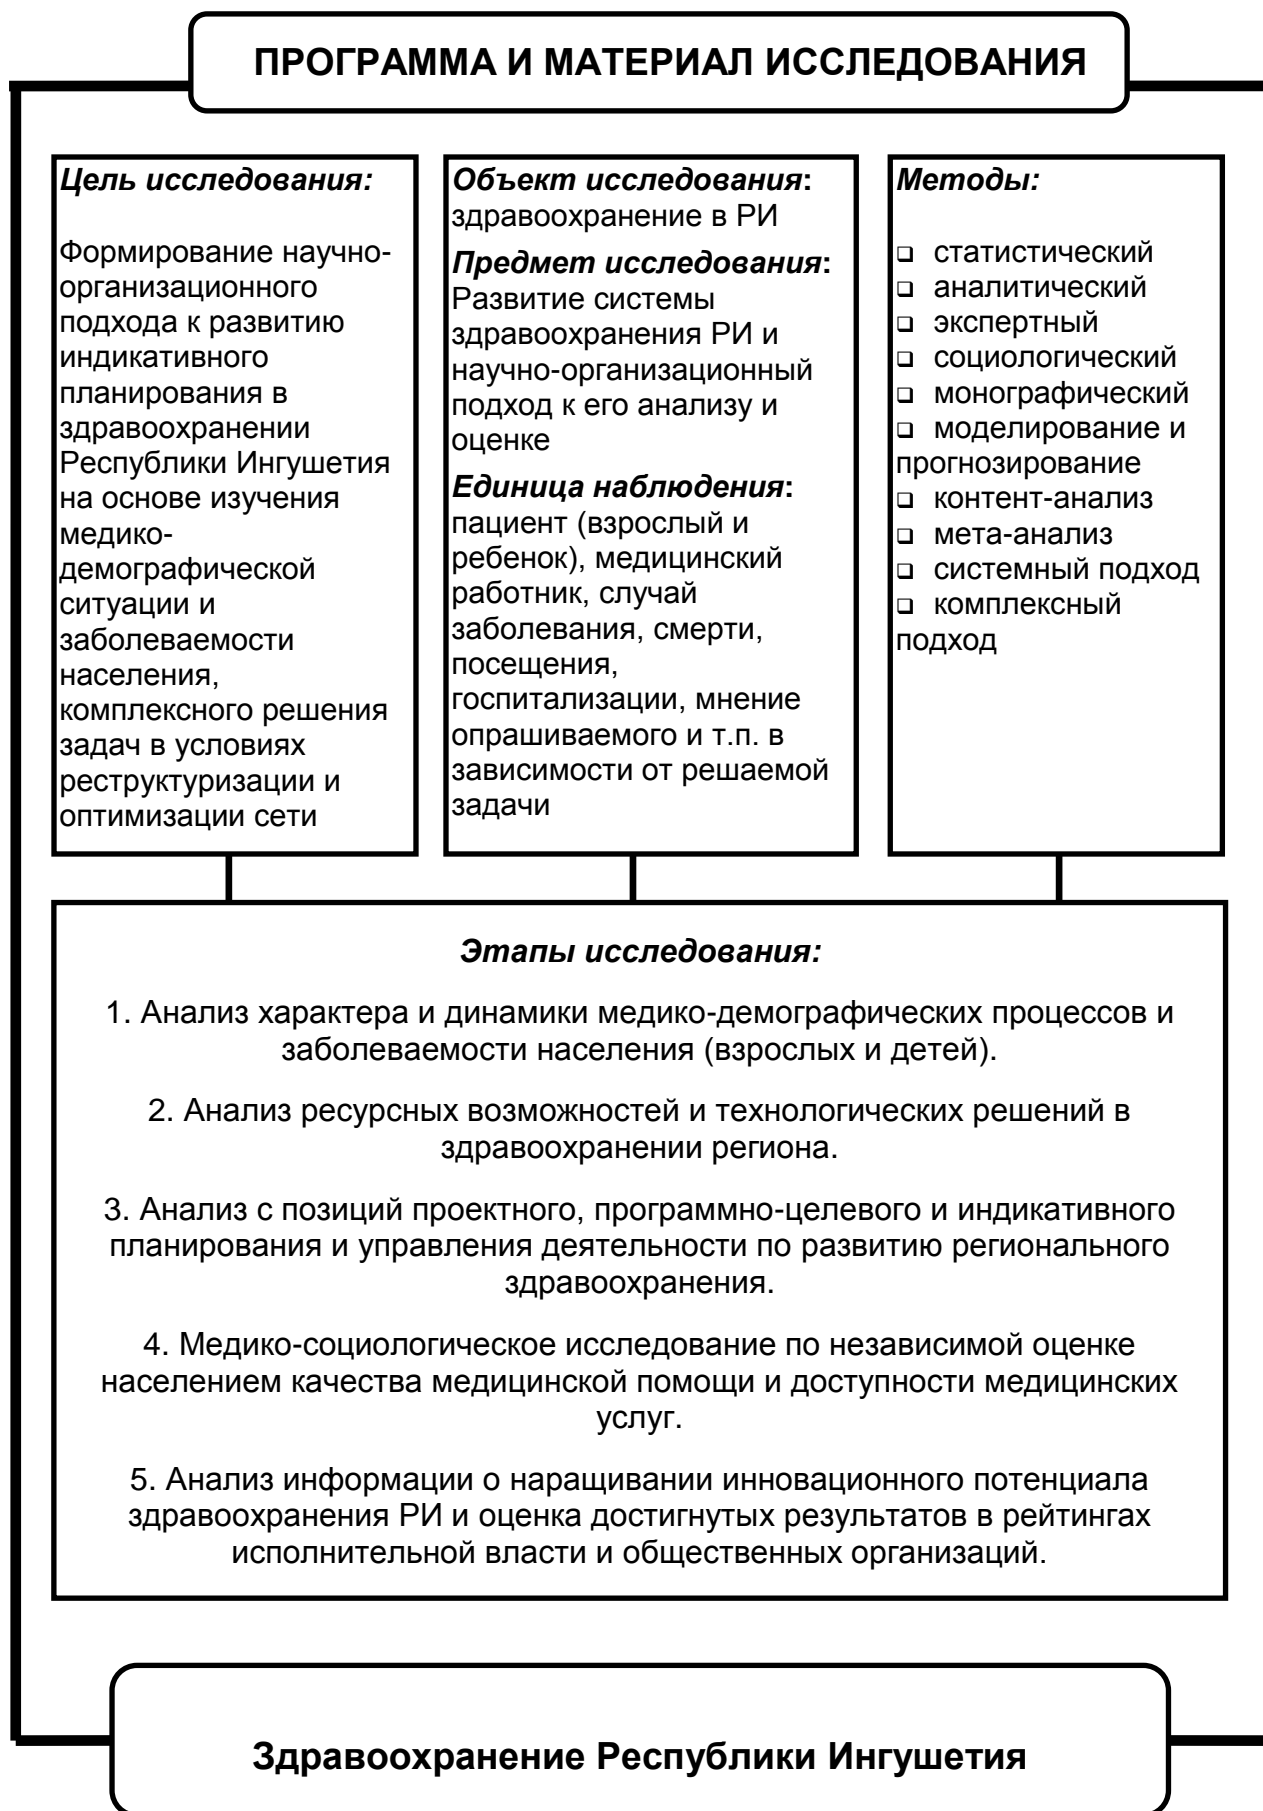 ПРОГРАММА И МАТЕРИАЛ ИССЛЕДОВАНИЯ
Цель исследования:
Формирование научно-
организационного
подхода к развитию
индикативного
планирования в
здравоохранении
Республики Ингушетия
на основе изучения
медико-
демографической
ситуации и
заболеваемости
населения,
комплексного решения
задач в условиях
реструктуризации и
оптимизации сети
Объект исследования:
здравоохранение в РИ
Предмет исследования:
Развитие системы
здравоохранения РИ и
научно-организационный
подход к его анализу и
оценке
Единица наблюдения:
пациент (взрослый и
ребенок), медицинский
работник, случай
заболевания, смерти,
посещения,
госпитализации, мнение
опрашиваемого и т.п. в
зависимости от решаемой
задачи
Методы:
❑ статистический
❑ аналитический
❑ экспертный
❑ социологический
❑ монографический
❑ моделирование и
прогнозирование
❑ контент-анализ
❑ мета-анализ
❑ системный подход
❑ комплексный
подход
Этапы исследования:
1. Анализ характера и динамики медико-демографических процессов и
заболеваемости населения (взрослых и детей).
2. Анализ ресурсных возможностей и технологических решений в
здравоохранении региона.
3. Анализ с позиций проектного, программно-целевого и индикативного
планирования и управления деятельности по развитию регионального
здравоохранения.
4. Медико-социологическое исследование по независимой оценке
населением качества медицинской помощи и доступности медицинских
услуг.
5. Анализ информации о наращивании инновационного потенциала
здравоохранения РИ и оценка достигнутых результатов в рейтингах
исполнительной власти и общественных организаций.
Здравоохранение Республики Ингушетия